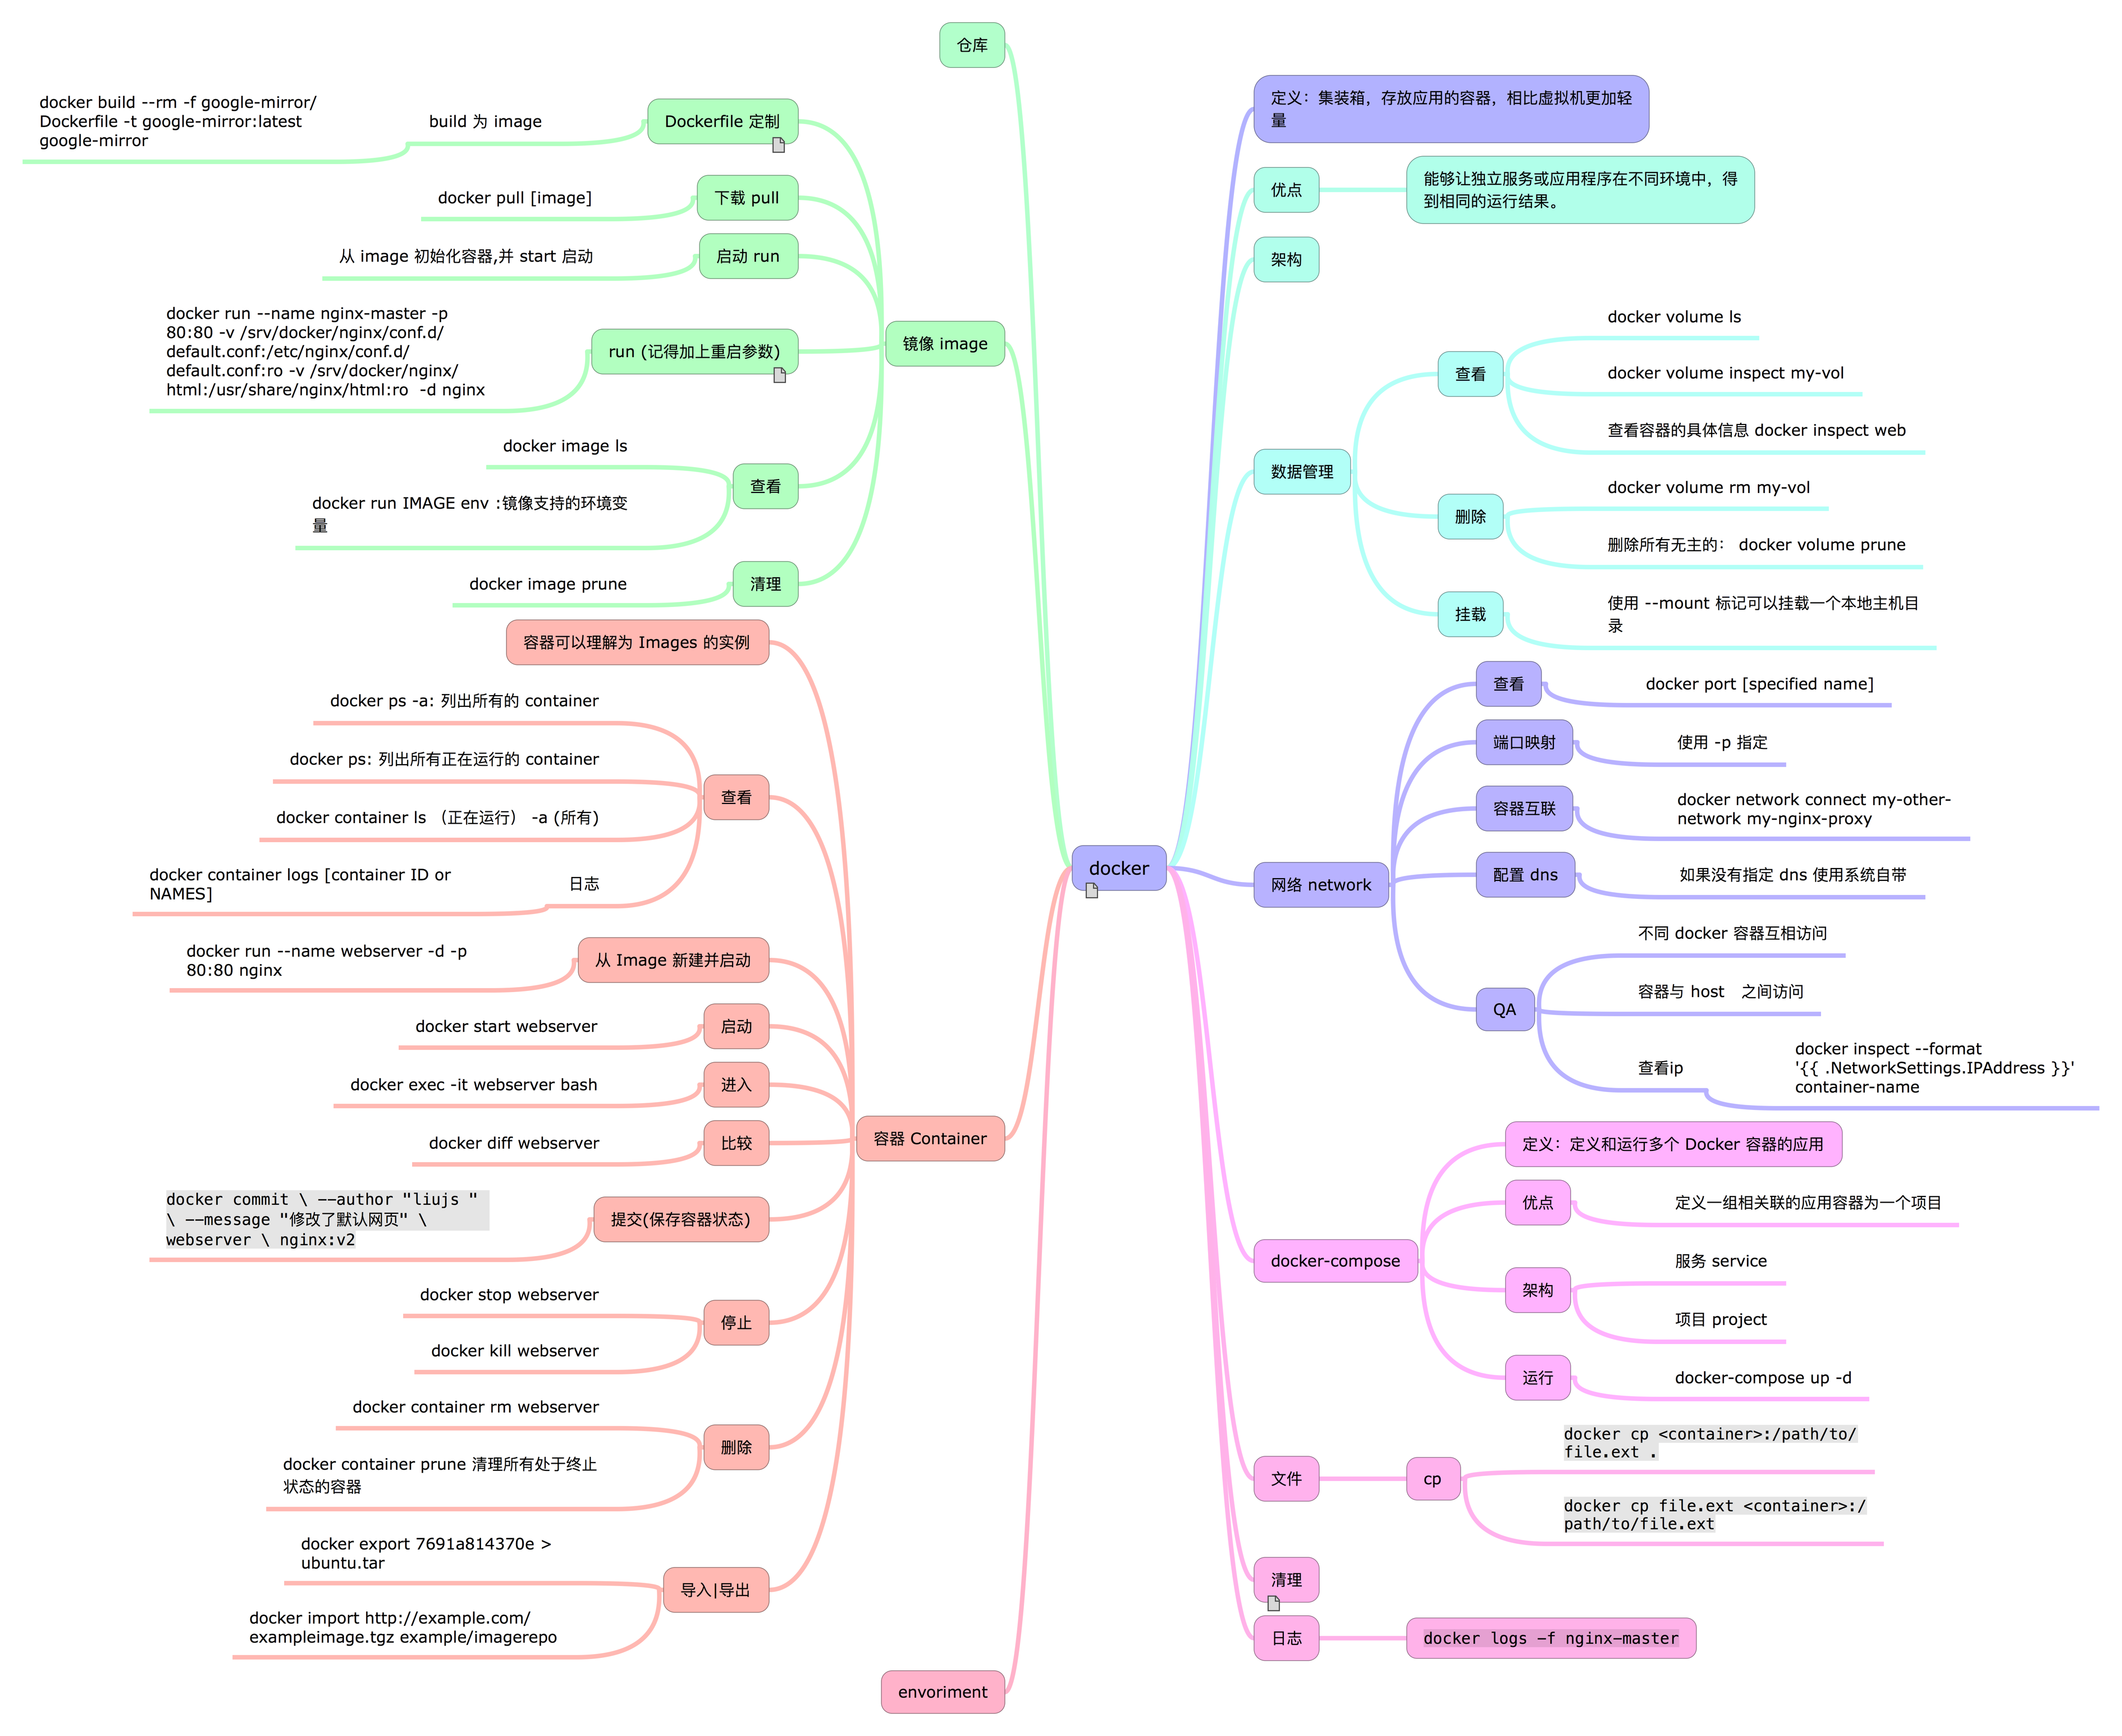 docker
仓库
镜像 image
Dockerfile 定制
build 为 image
docker build --rm -f google-mirror/
Dockerfile -t google-mirror:latest
google-mirror
下载 pull
docker pull [image]
启动 run
从 image 初始化容器,并 start 启动
run (记得加上重启参数)
docker run --name nginx-master -p
80:80 -v /srv/docker/nginx/conf.d/
default.conf:/etc/nginx/conf.d/
default.conf:ro -v /srv/docker/nginx/
html:/usr/share/nginx/html:ro  -d nginx
查看
docker image ls
docker run IMAGE env :镜像支持的环境变
量
清理
docker image prune
容器 Container
容器可以理解为 Images 的实例
查看
docker ps -a: 列出所有的 container
docker ps: 列出所有正在运行的 container
docker container ls （正在运行） -a (所有)
日志
docker container logs [container ID or
NAMES]
从 Image 新建并启动
docker run --name webserver -d -p
80:80 nginx
启动
docker start webserver
进入
docker exec -it webserver bash
比较
docker diff webserver
提交(保存容器状态)
docker commit \ --author "liujs "
\ --message "修改了默认网页" \
webserver \ nginx:v2
停止
docker stop webserver
docker kill webserver
删除
docker container rm webserver
docker container prune 清理所有处于终止
状态的容器
导入|导出
docker export 7691a814370e >
ubuntu.tar
docker import http://example.com/
exampleimage.tgz example/imagerepo
envoriment
定义：集装箱，存放应用的容器，相比虚拟机更加轻
量
优点
能够让独立服务或应用程序在不同环境中，得
到相同的运行结果。
架构
数据管理
查看
docker volume ls
docker volume inspect my-vol
查看容器的具体信息 docker inspect web
删除
docker volume rm my-vol
删除所有无主的： docker volume prune
挂载
使用 --mount 标记可以挂载一个本地主机目
录
网络 network
查看
docker port [specified name]
端口映射
使用 -p 指定
容器互联
docker network connect my-other-
network my-nginx-proxy
配置 dns
如果没有指定 dns 使用系统自带
QA
不同 docker 容器互相访问
容器与 host　之间访问
查看ip
docker inspect --format
'{{ .NetworkSettings.IPAddress }}'
container-name
docker-compose
定义：定义和运行多个 Docker 容器的应用
优点
定义一组相关联的应用容器为一个项目
架构
服务 service
项目 project
运行
docker-compose up -d
文件
cp
docker cp <container>:/path/to/
file.ext .
docker cp file.ext <container>:/
path/to/file.ext
清理
日志
docker logs -f nginx-master